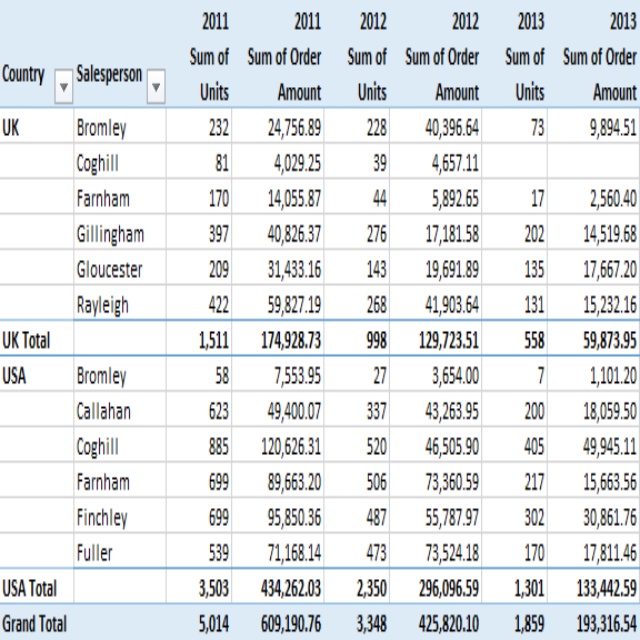 2011 2011 2012 2012 2013 2013
Sum of Sum of Order Sum of Sum of Order Sum of Sum of Order
Country Salesperson Units Amount Units Amount Units Amount
UK Bromley 232 24,756.89 228 40,396.64 73 9,894.51
Coghill 81 4,029.25 39 4,657.11
Farnham 170 14,055.87 44 5,892.65 17 2,560.40
Gillingham 397 40,826.37 276 17,181.58 202 14,519.68
Gloucester 209 31,433.16 143 19,691.89 135 17,667.20
Rayleigh 422 59,827.19 268 41,903.64 131 15,232.16
UK Total 1,511 174,928.73 998 129,723.51 558 59,873.95
USA Bromley 58 7,553.95 27 3,654.00 7 1,101.20
Callahan 623 49,400.07 337 43,263.95 200 18,059.50
Coghill 885 120,626.31 520 46,505.90 405 49,945.11
Farnham 699 89,663.20 506 73,360.59 217 15,663.56
Finchley 699 95,850.36 487 55,787.97 302 30,861.76
Fuller 539 71,168.14 473 73,524.18 170 17,811.46
USA Total 3,503 434,262.03 2,350 296,096.59 1,301 133,442.59
Grand Total 5,014 609,190.76 3,348 425,820.10 1,859 193,316.54